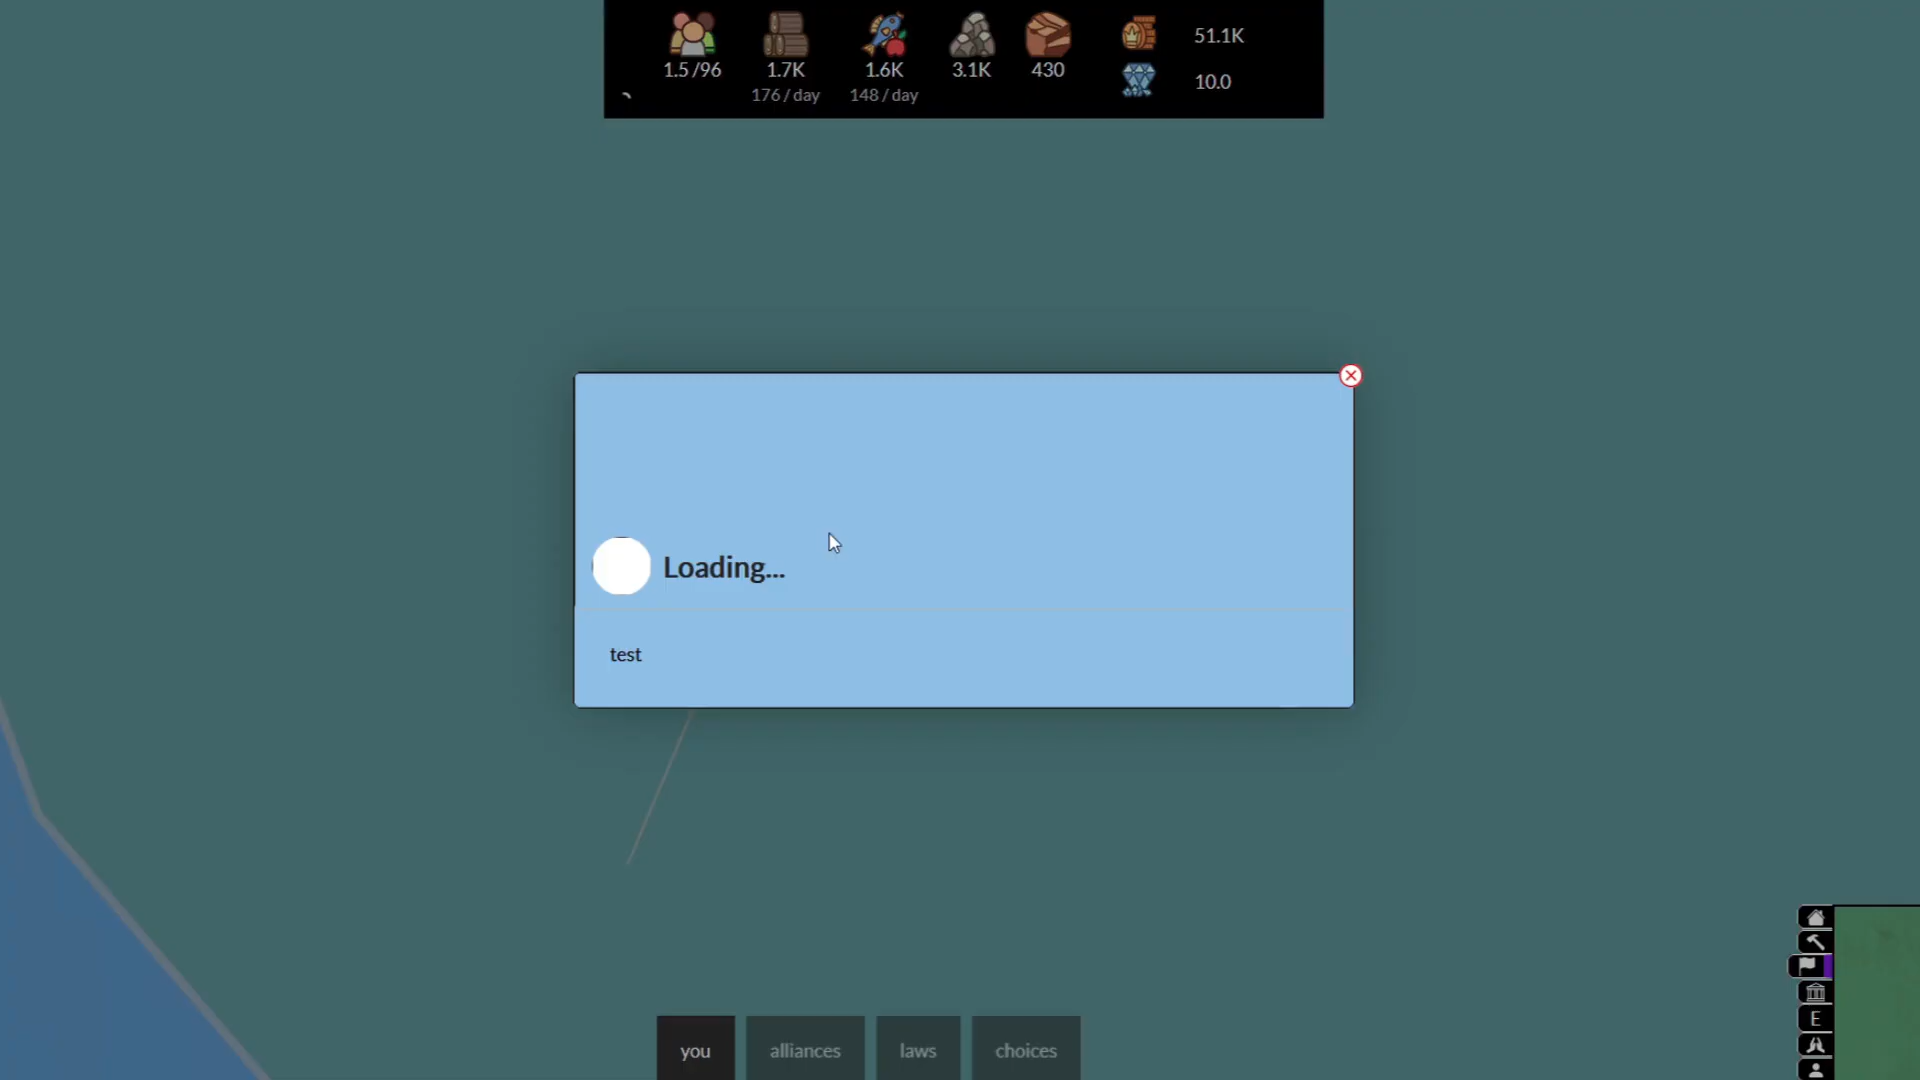 51.1K
1.5 /96 1.7K 1.6K 3.1K 430 10.0
176 / day 148 / day
Loading...
test
E
you alliances laws choices